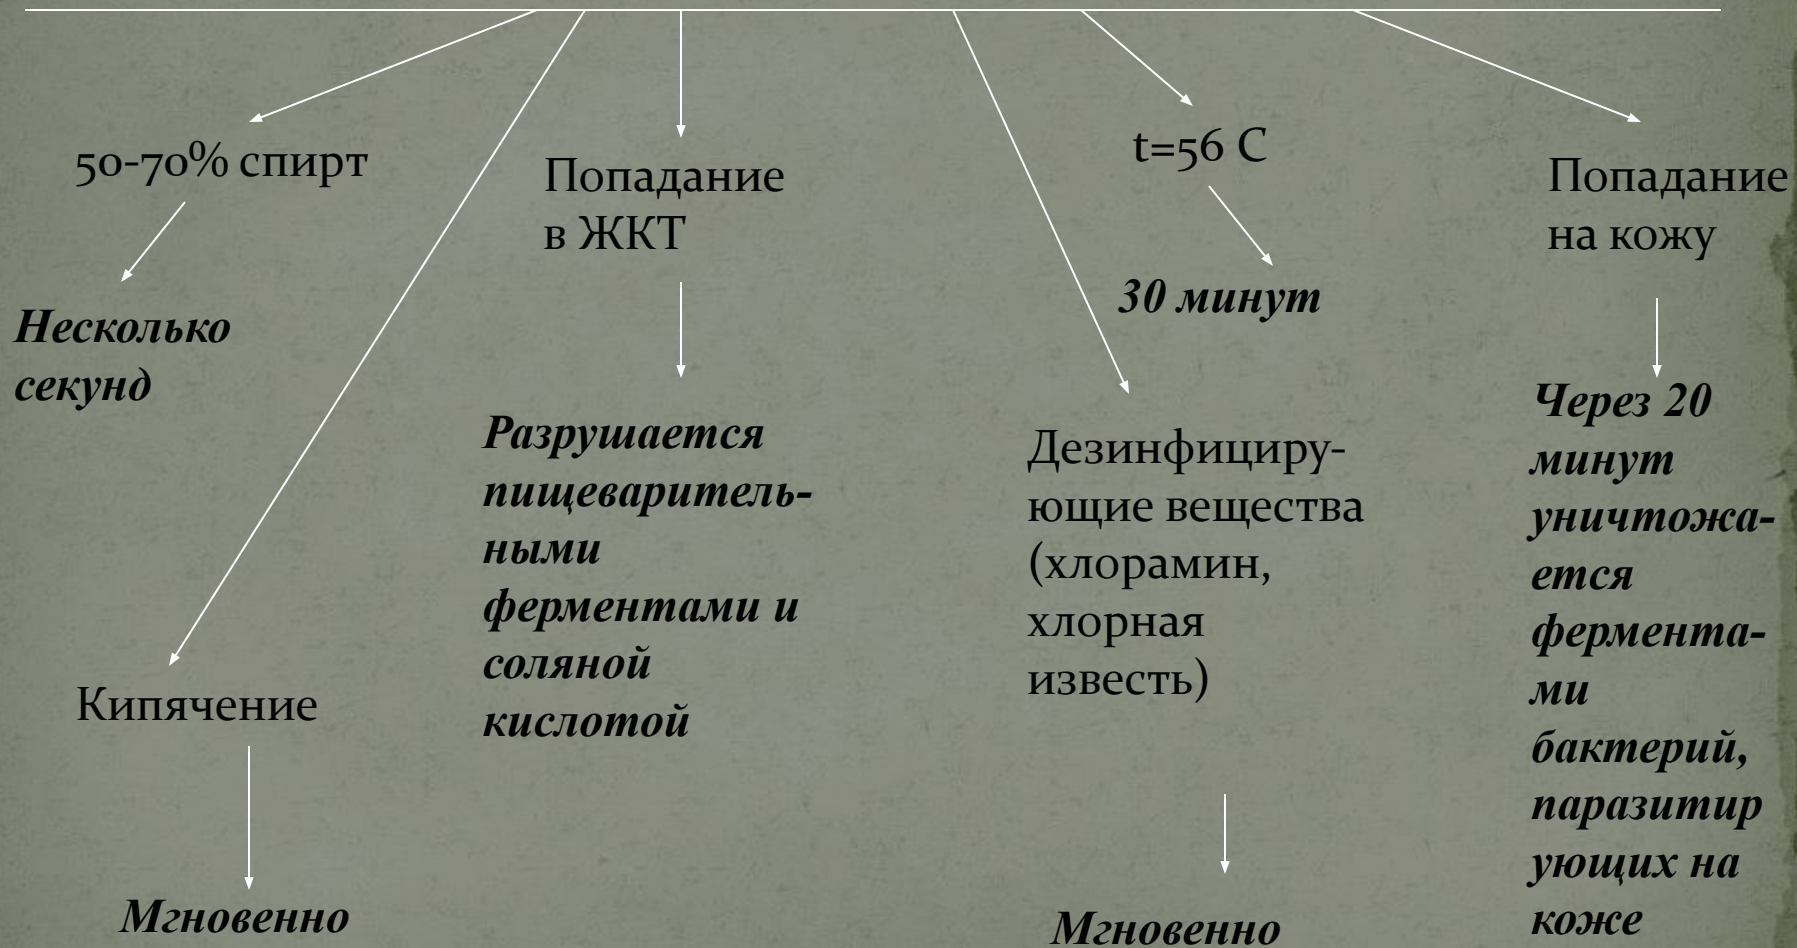 50-70% спирт
Несколько
секунд
Кипячение
Мгновенно
Попадание
в ЖКТ
Разрушается
пищеваритель-
ными
ферментами и
соляной
кислотой
t=56 C
30 минут
Дезинфициру-
ющие вещества
(хлорамин,
хлорная
известь)
Мгновенно
Попадание
на кожу
Через 20
минут
уничтожа-
ется
фермента-
ми
бактерий,
паразитир
ующих на
коже